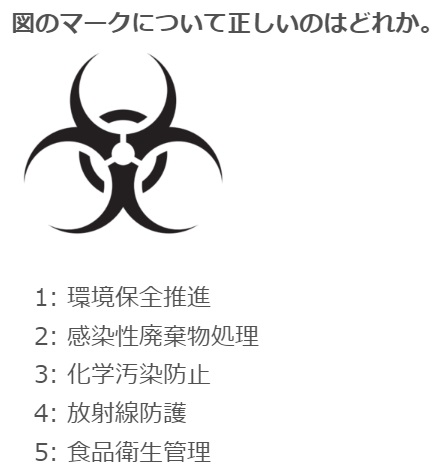 図のマークについて正しいのはどれか。
1: 環境保全推進
2: 感染性廃棄物処理
3: 化学汚染防止
4: 放射線防護
5: 食品衛生管理